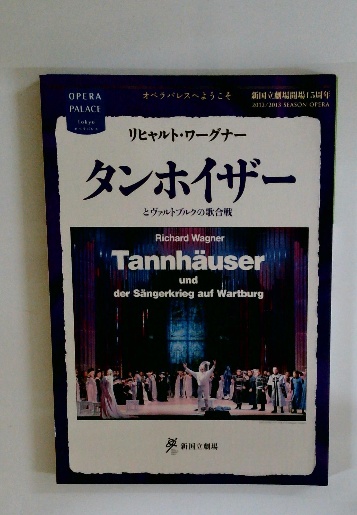 OPERA
PALACE
Tokyo
オペラパレスへようこそ
新国立劇場開場15周年
2012/2013 SEASON OPERA
リヒャルト・ワーグナー
タンホイザー
とヴァルトブルクの歌合戦
Richard Wagner
Tannhäuser
und
der Sängerkrieg auf Wartburg
新国立劇場